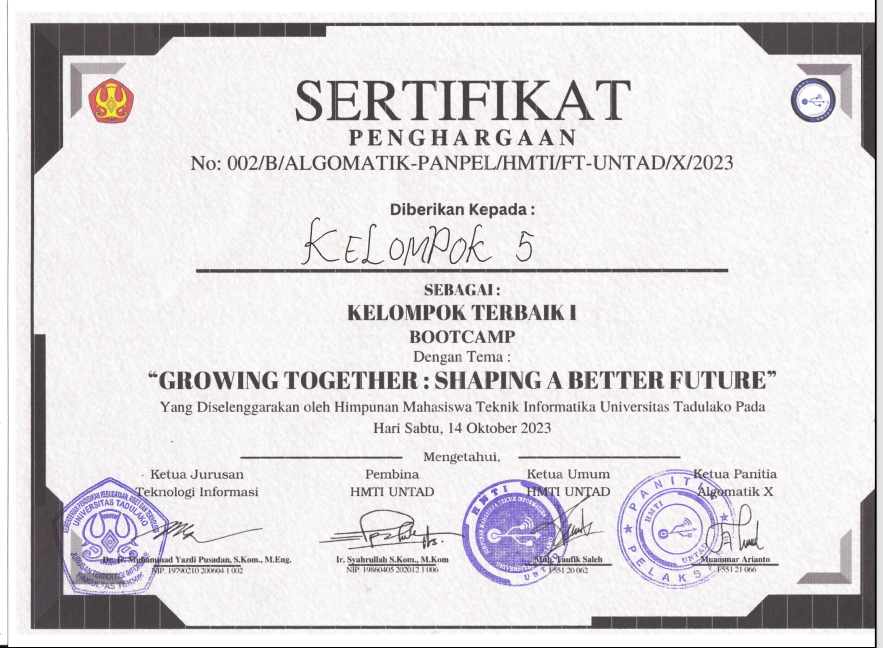 SERTIFIKAT
PENGHARGAAN
No: 002/B/ALGOMATIK-PANPEL/HMTI/FT-UNTAD/X/2023
Diberikan Kepada :
KELOMPOK 5
SEBAGAI :
KELOMPOK TERBAIK I
BOOTCAMP
Dengan Tema :
“GROWING TOGETHER : SHAPING A BETTER FUTURE”
Yang Diselenggarakan oleh Himpunan Mahasiswa Teknik Informatika Universitas Tadulako Pada
Hari Sabtu, 14 Oktober 2023
Mengetahui,
Ketua Jurusan
Teknologi Informasi
Muhammad Yazdi Pusadan, S.Kom., M.Eng.
NIP. 19790210 200604 1 002
UNIVERSITAS TADULAKO
Pembina
HMTI UNTAD
Ir. Syahrullah S.Kom., M.Kom
NIP. 19860405 202012 1 006
Ketua Umum
HMTI UNTAD
Moh. Taufik Saleh
F551 20 062
HMTI
Ketua Panitia
Algomatik X
Muammar Arianto
F551 21 066
PANITIA
PELAKS
HMTI
UNTAD